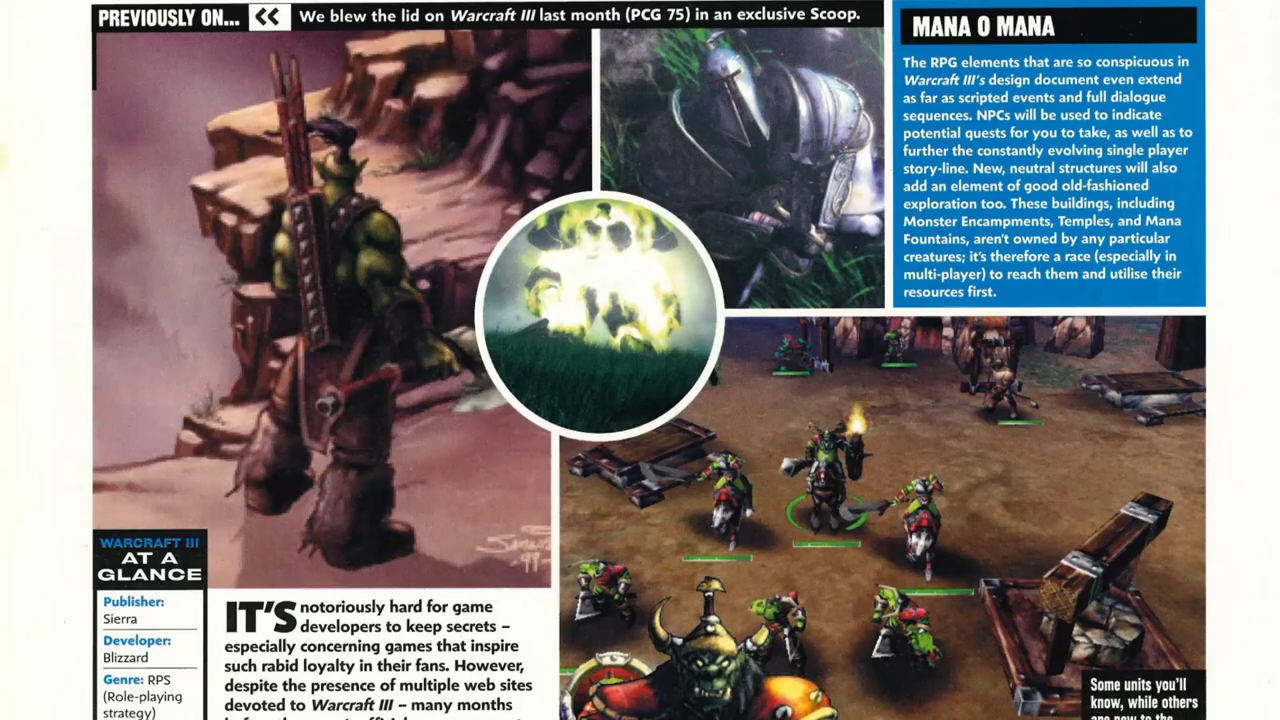 PREVIOUSLY ON... We blew the lid on Warcraft III last month (PCG 75) in an exclusive Scoop.
MANA O MANA
The RPG elements that are so conspicuous in
Warcraft III's design document even extend
as far as scripted events and full dialogue
sequences. NPCs will be used to indicate
potential quests for you to take, as well as to
further the constantly evolving single player
story-line. New, neutral structures will also
add an element of good old-fashioned
exploration too. These buildings, including
Monster Encampments, Temples, and Mana
Fountains, aren't owned by any particular
creatures; it's therefore a race (especially in
multi-player) to reach them and utilise their
resources first.
WARCRAFT III
AT A
GLANCE
Publisher:
Sierra
Developer:
Blizzard
Genre: RPS
(Role-playing
strategy)
IT'S notoriously hard for game
developers to keep secrets –
especially concerning games that inspire
such rabid loyalty in their fans. However,
despite the presence of multiple web sites
devoted to Warcraft III – many months
-99-
Some units you'll
know, while others